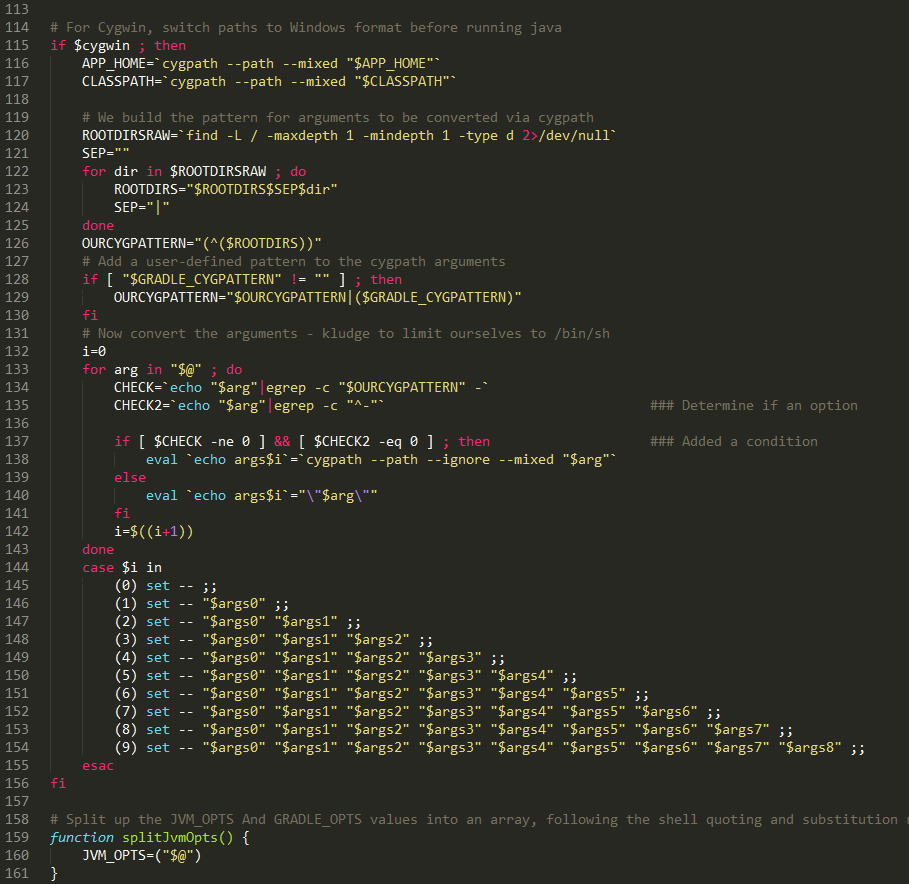 113
114 # For Cygwin, switch paths to Windows format before running java
115 if $cygwin ; then
116     APP_HOME=`cygpath --path --mixed "$APP_HOME"`
117     CLASSPATH=`cygpath --path --mixed "$CLASSPATH"`
118
119     # We build the pattern for arguments to be converted via cygpath
120     ROOTDIRSRAW=`find -L / -maxdepth 1 -mindepth 1 -type d 2>/dev/null`
121     SEP=""
122     for dir in $ROOTDIRSRAW ; do
123         ROOTDIRS="$ROOTDIRS$SEP$dir"
124         SEP="|"
125     done
126     OURCYGPATTERN="(^($ROOTDIRS))"
127     # Add a user-defined pattern to the cygpath arguments
128     if [ "$GRADLE_CYGPATTERN" != "" ] ; then
129         OURCYGPATTERN="$OURCYGPATTERN|($GRADLE_CYGPATTERN)"
130     fi
131     # Now convert the arguments - kludge to limit ourselves to /bin/sh
132     i=0
133     for arg in "$@" ; do
134         CHECK=`echo "$arg"|egrep -c "$OURCYGPATTERN" -`
135         CHECK2=`echo "$arg"|egrep -c "^-"`                                 ### Determine if an option
136
137         if [ $CHECK -ne 0 ] && [ $CHECK2 -eq 0 ] ; then                    ### Added a condition
138             eval `echo args$i`=`cygpath --path --ignore --mixed "$arg"`
139         else
140             eval `echo args$i`="\"$arg\""
141         fi
142         i=$((i+1))
143     done
144     case $i in
145         (0) set -- ;;
146         (1) set -- "$args0" ;;
147         (2) set -- "$args0" "$args1" ;;
148         (3) set -- "$args0" "$args1" "$args2" ;;
149         (4) set -- "$args0" "$args1" "$args2" "$args3" ;;
150         (5) set -- "$args0" "$args1" "$args2" "$args3" "$args4" ;;
151         (6) set -- "$args0" "$args1" "$args2" "$args3" "$args4" "$args5" ;;
152         (7) set -- "$args0" "$args1" "$args2" "$args3" "$args4" "$args5" "$args6" ;;
153         (8) set -- "$args0" "$args1" "$args2" "$args3" "$args4" "$args5" "$args6" "$args7" ;;
154         (9) set -- "$args0" "$args1" "$args2" "$args3" "$args4" "$args5" "$args6" "$args7" "$args8" ;;
155     esac
156 fi
157
158 # Split up the JVM_OPTS And GRADLE_OPTS values into an array, following the shell quoting and substitution
159 function splitJvmOpts() {
160     JVM_OPTS=("$@")
161 }